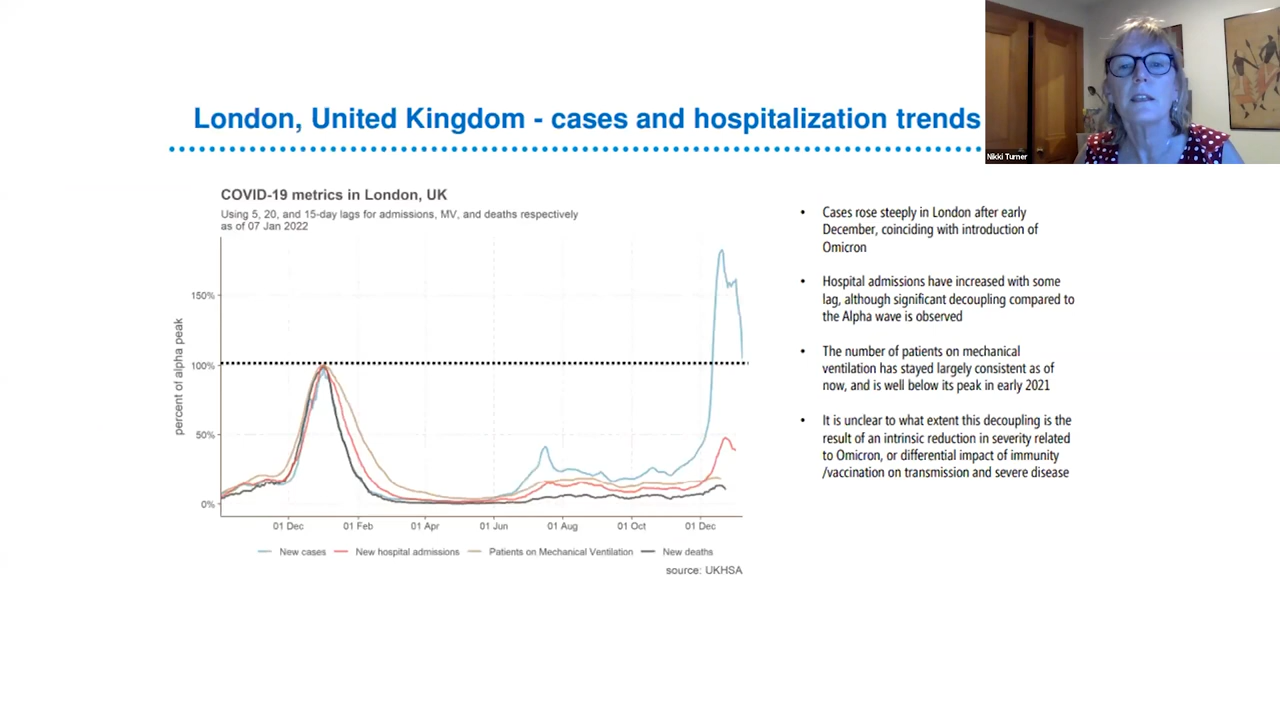 London, United Kingdom - cases and hospitalization trends
Nikki Turner
COVID-19 metrics in London, UK
Using 5, 20, and 15-day lags for admissions, MV, and deaths respectively
as of 07 Jan 2022
percent of alpha peak
150%
100%
50%
0%
01 Dec
01 Feb
01 Apr
01 Jun
01 Aug
01 Oct
01 Dec
New cases
New hospital admissions
Patients on Mechanical Ventilation
New deaths
source: UKHSA
• Cases rose steeply in London after early
December, coinciding with introduction of
Omicron
• Hospital admissions have increased with some
lag, although significant decoupling compared to
the Alpha wave is observed
• The number of patients on mechanical
ventilation has stayed largely consistent as of
now, and is well below its peak in early 2021
• It is unclear to what extent this decoupling is the
result of an intrinsic reduction in severity related
to Omicron, or differential impact of immunity
/vaccination on transmission and severe disease